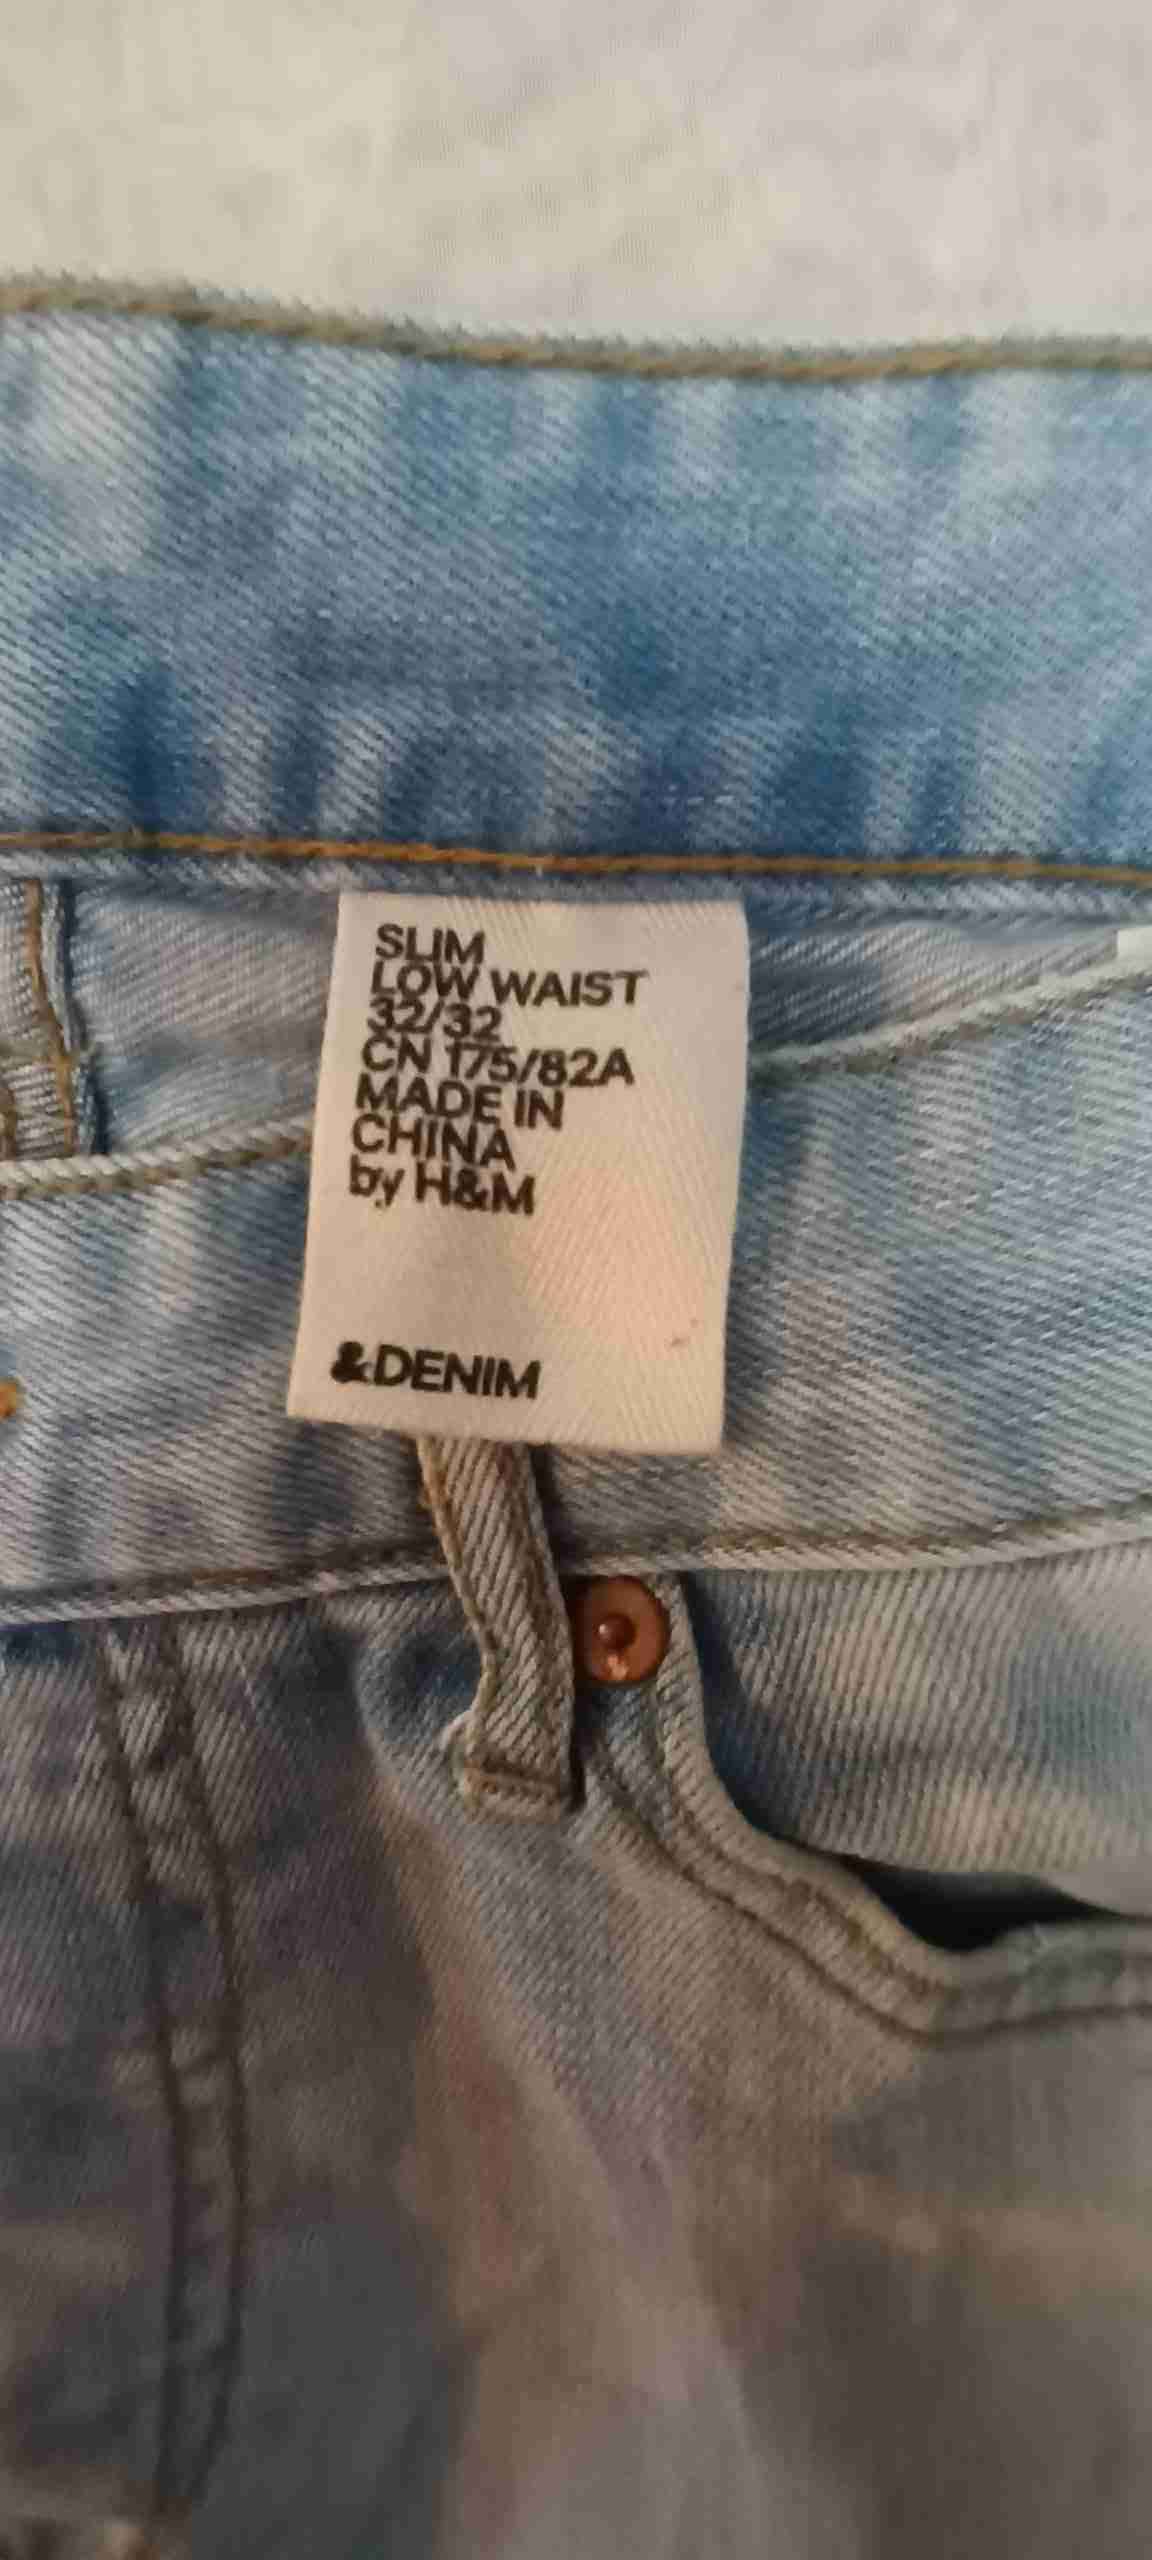 SLIM
LOW WAIST
32/32
CN 175/82A
MADE IN
CHINA
by H&M
&DENIM